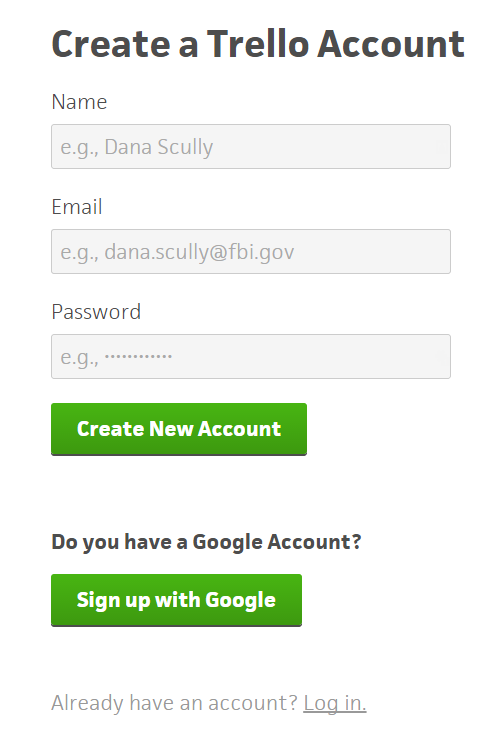 Create a Trello Account
Name
e.g., Dana Scully
Email
e.g., dana.scully@fbi.gov
Password
e.g., ••••••••••••
Create New Account
Do you have a Google Account?
Sign up with Google
Already have an account? Log in.